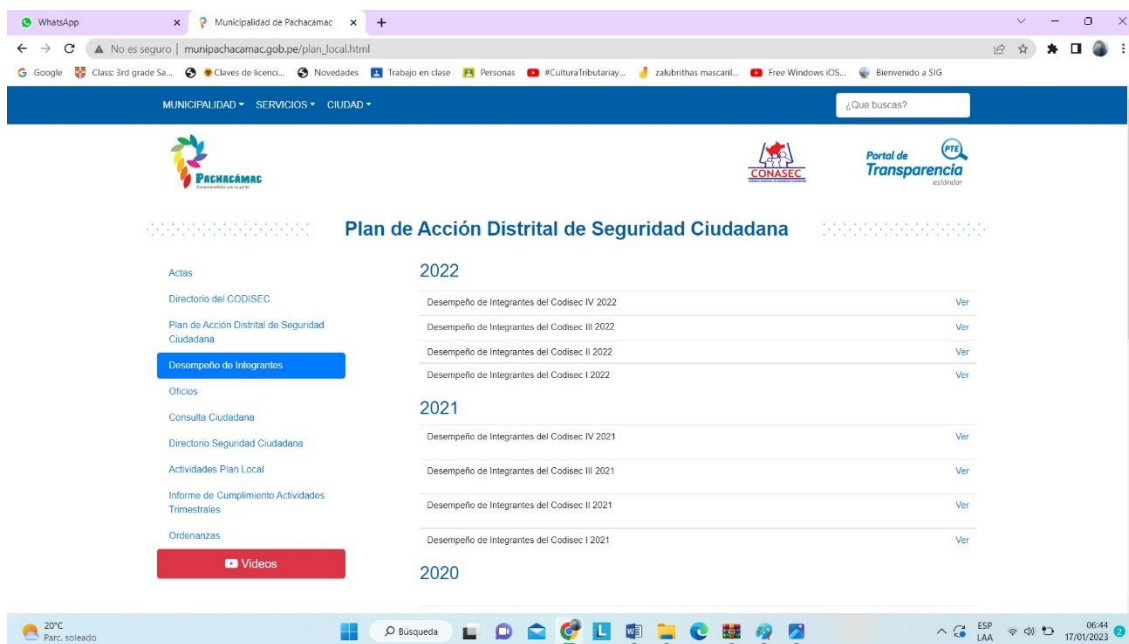 WhatsApp
Municipalidad de Pachacamac
No es seguro | munipachacamac.gob.pe/plan_local.html
Google
Class: 3rd grade Sa...
Claves de licenci...
Novedades
Trabajo en clase
Personas
#CulturaTributariay...
zalubrithas mascaril...
Free Windows iOS...
Bienvenido a SIG
MUNICIPALIDAD SERVICIOS CIUDAD
¿Que buscas?
PACHACÁMAC
CONASEC
Portal de
Transparencia
estándar
PTE
Plan de Acción Distrital de Seguridad Ciudadana
Actas
Directorio del CODISEC
Plan de Acción Distrital de Seguridad
Ciudadana
Desempeño de Integrantes
Oficios
Consulta Ciudadana
Directorio Seguridad Ciudadana
Actividades Plan Local
Informe de Cumplimiento Actividades
Trimestrales
Ordenanzas
Videos
2022
Desempeño de Integrantes del Codisec IV 2022 Ver
Desempeño de Integrantes del Codisec III 2022 Ver
Desempeño de Integrantes del Codisec II 2022 Ver
Desempeño de Integrantes del Codisec I 2022 Ver
2021
Desempeño de Integrantes del Codisec IV 2021 Ver
Desempeño de Integrantes del Codisec III 2021 Ver
Desempeño de Integrantes del Codisec II 2021 Ver
Desempeño de Integrantes del Codisec I 2021 Ver
2020
20°C
Parc. soleado
Búsqueda
ESP
LAA
06:44
17/01/2023
2